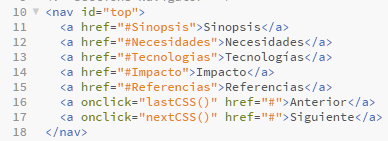 10 <nav id="top">
11 <a href="#Sinopsis">Sinopsis</a>
12 <a href="#Necesidades">Necesidades</a>
13 <a href="#Tecnologias">Tecnologías</a>
14 <a href="#Impacto">Impacto</a>
15 <a href="#Referencias">Referencias</a>
16 <a onclick="lastCSS()" href="#">Anterior</a>
17 <a onclick="nextCSS()" href="#">Siguiente</a>
18 </nav>